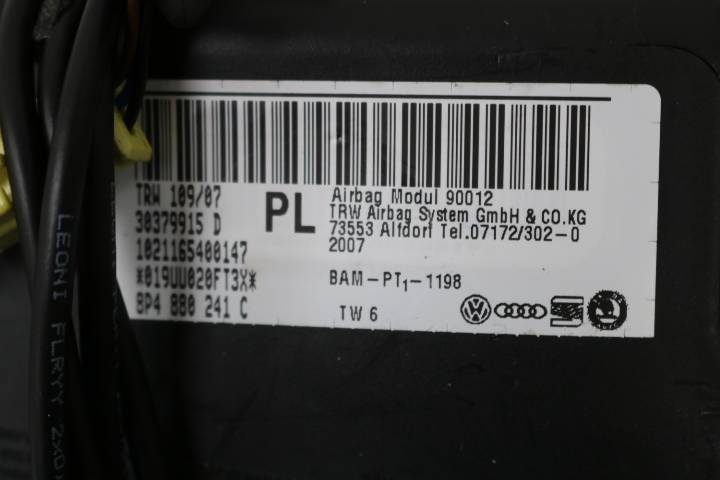 TRW 109/07
30379915 D
1021165400147
*019UU020FT3X*
8P4 880 241 C
PL
Airbag Modul 90012
TRW Airbag System GmbH & CO.KG
73553 Alfdorf Tel.07172/302-0
2007
BAM-PT1-1198
TW 6
LEONI FLRYY 2X0